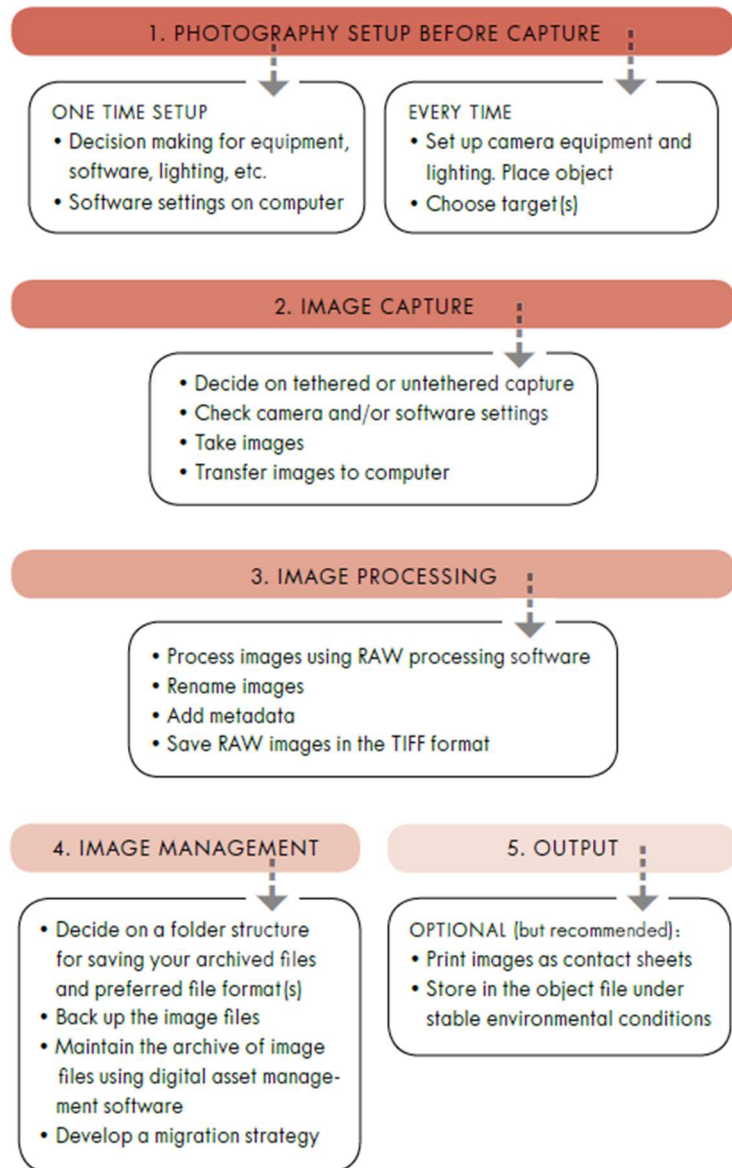 1. PHOTOGRAPHY SETUP BEFORE CAPTURE
ONE TIME SETUP
• Decision making for equipment,
software, lighting, etc.
• Software settings on computer
EVERY TIME
• Set up camera equipment and
lighting. Place object
• Choose target(s)
2. IMAGE CAPTURE
• Decide on tethered or untethered capture
• Check camera and/or software settings
• Take images
• Transfer images to computer
3. IMAGE PROCESSING
• Process images using RAW processing software
• Rename images
• Add metadata
• Save RAW images in the TIFF format
4. IMAGE MANAGEMENT
• Decide on a folder structure
for saving your archived files
and preferred file format(s)
• Back up the image files
• Maintain the archive of image
files using digital asset manage-
ment software
• Develop a migration strategy
5. OUTPUT
OPTIONAL (but recommended):
• Print images as contact sheets
• Store in the object file under
stable environmental conditions